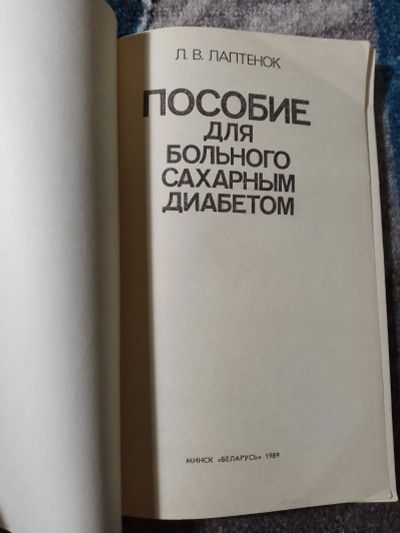 Л. В. ЛАПТЕНОК
ПОСОБИЕ
ДЛЯ
БОЛЬНОГО
САХАРНЫМ
ДИАБЕТОМ
МИНСК «БЕЛАРУСЬ» 1989